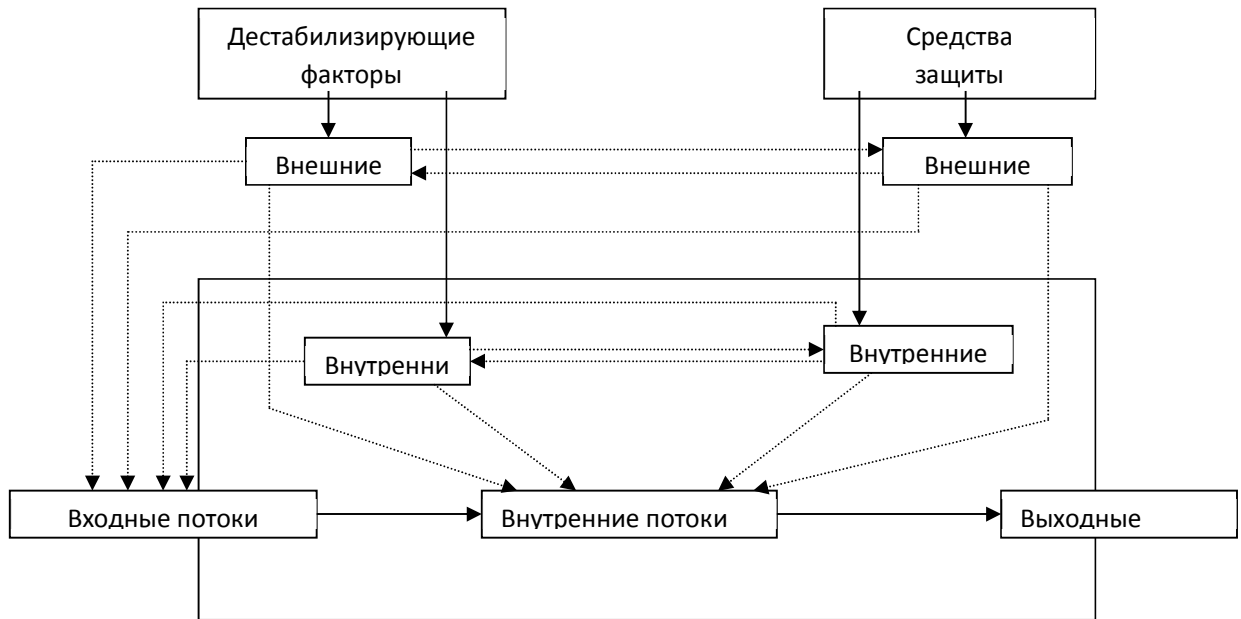 Дестабилизирующие
факторы
Средства
защиты
Внешние
Внешние
Внутренни
Внутренние
Входные потоки
Внутренние потоки
Выходные